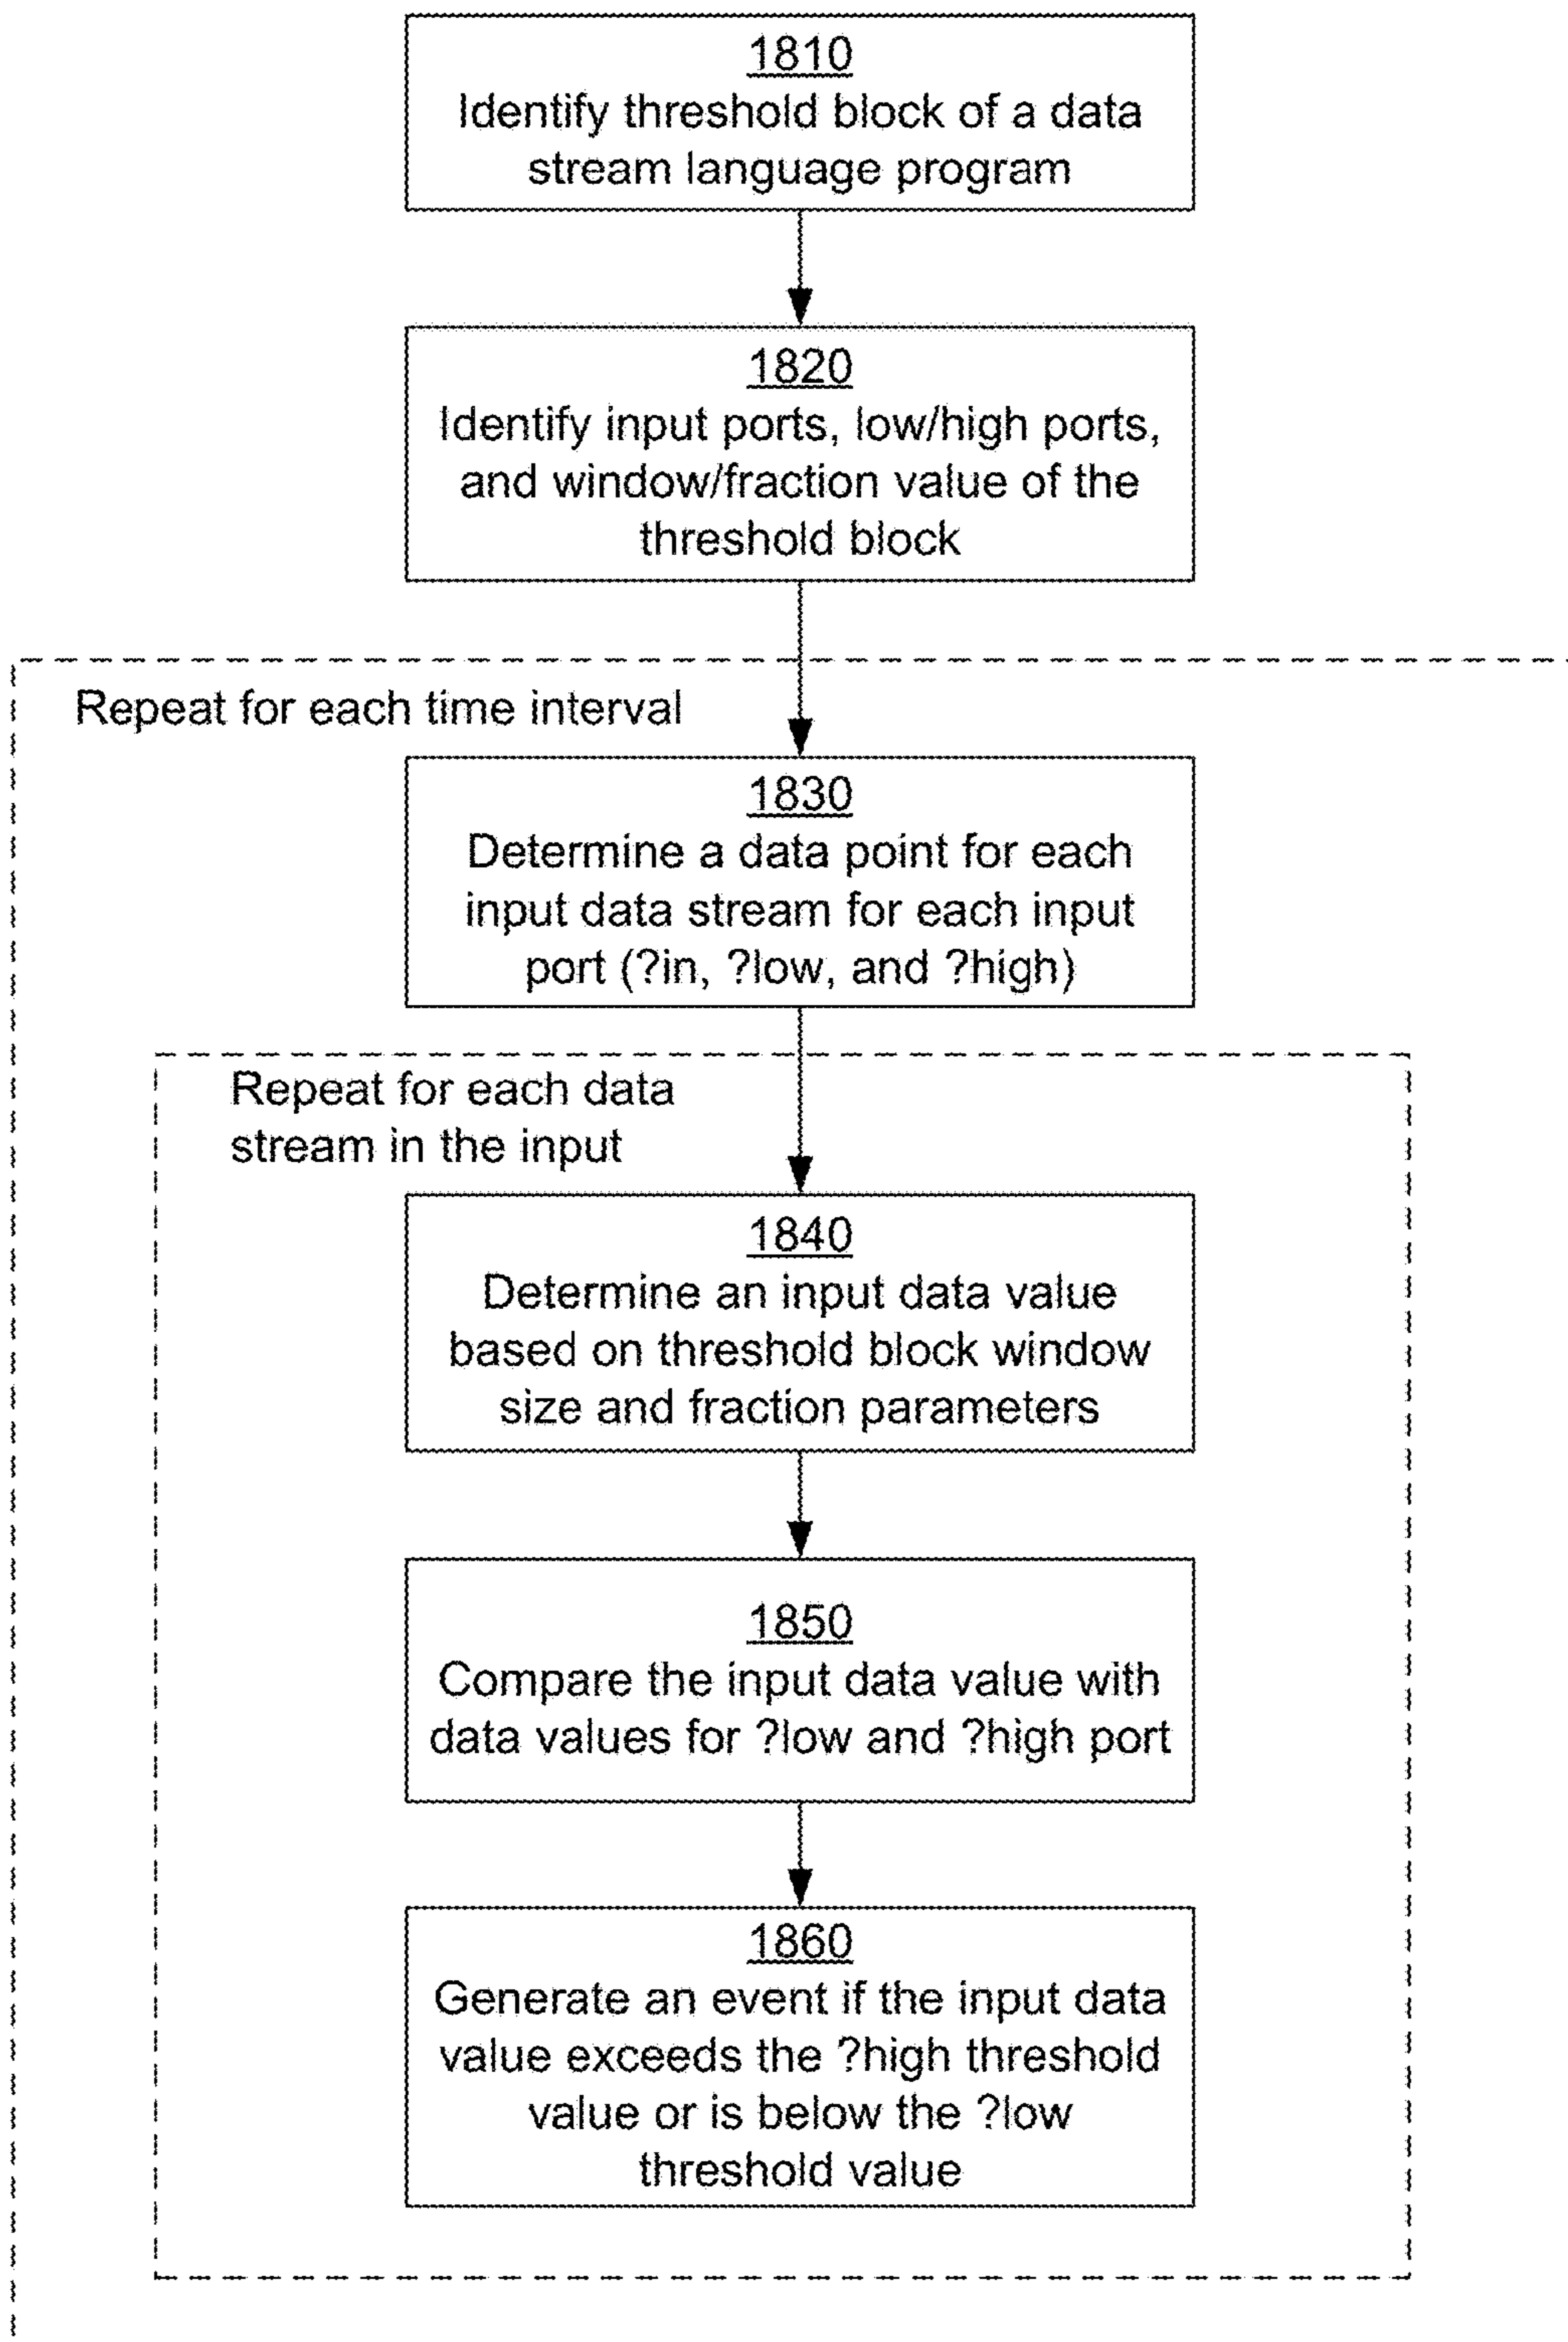 1810
Identify threshold block of a data
stream language program
1820
Identify input ports, low/high ports,
and window/fraction value of the
threshold block
Repeat for each time interval
1830
Determine a data point for each
input data stream for each input
port (?in, ?low, and ?high)
Repeat for each data
stream in the input
1840
Determine an input data value
based on threshold block window
size and fraction parameters
1850
Compare the input data value with
data values for ?low and ?high port
1860
Generate an event if the input data
value exceeds the ?high threshold
value or is below the ?low
threshold value